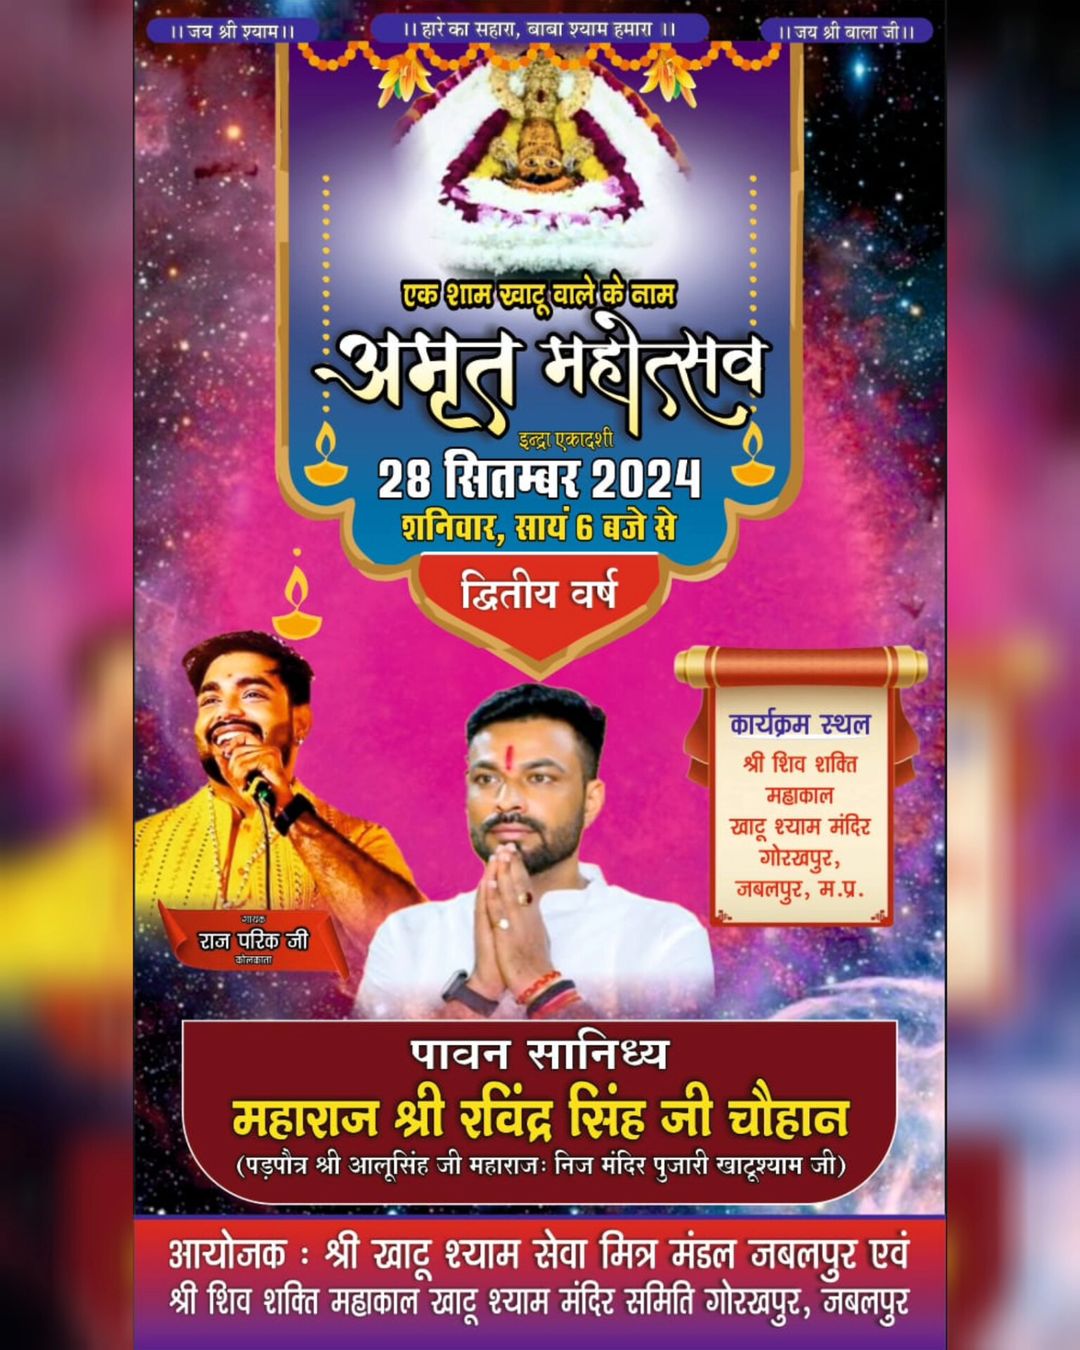 ।। जय श्री श्याम।।
।। हारे का सहारा, बाबा श्याम हमारा ।।
।। जय श्री बाला जी।।
एक शाम खाटू वाले के नाम
अमृत महोत्सव
इन्द्रा एकादशी
28 सितम्बर 2024
शनिवार, सायं 6 बजे से
द्वितीय वर्ष
कार्यक्रम स्थल
श्री शिव शक्ति
महाकाल
खाटू श्याम मंदिर
गोरखपुर,
जबलपुर, म.प्र.
गायक
राज परिक जी
कोलकाता
पावन सानिध्य
महाराज श्री रविंद्र सिंह जी चौहान
(पड़पौत्र श्री आलूसिंह जी महाराजः निज मंदिर पुजारी खाटूश्याम जी)
आयोजक : श्री खाटू श्याम सेवा मित्र मंडल जबलपुर एवं
श्री शिव शक्ति महाकाल खाटू श्याम मंदिर समिति गोरखपुर, जबलपुर